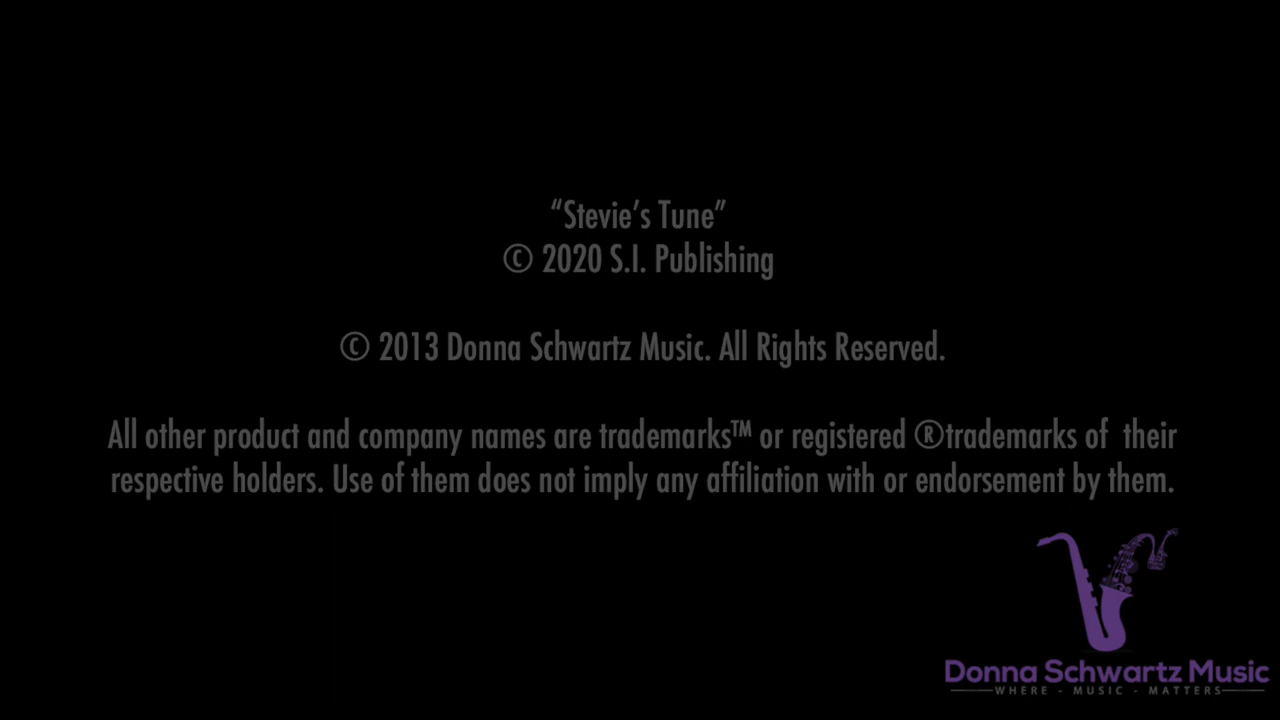 “Stevie’s Tune”
© 2020 S.I. Publishing
© 2013 Donna Schwartz Music. All Rights Reserved.
All other product and company names are trademarks™ or registered ®trademarks of  their
respective holders. Use of them does not imply any affiliation with or endorsement by them.
Donna Schwartz Music
WHERE - MUSIC - MATTERS